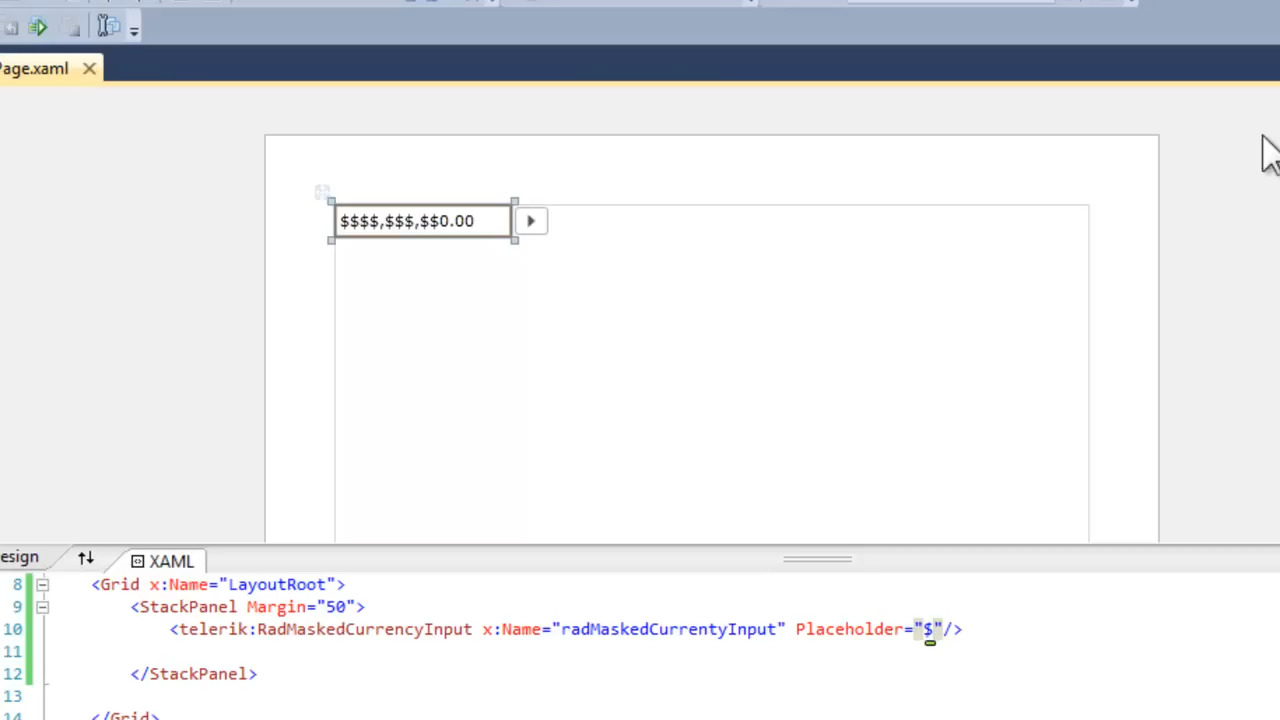 Page.xaml
$$$$,$$$,$$0.00
esign
XAML
8 <Grid x:Name="LayoutRoot">
9 <StackPanel Margin="50">
10 <telerik:RadMaskedCurrencyInput x:Name="radMaskedCurrentyInput" Placeholder="$"/>
11
12 </StackPanel>
13
14 </Grid>